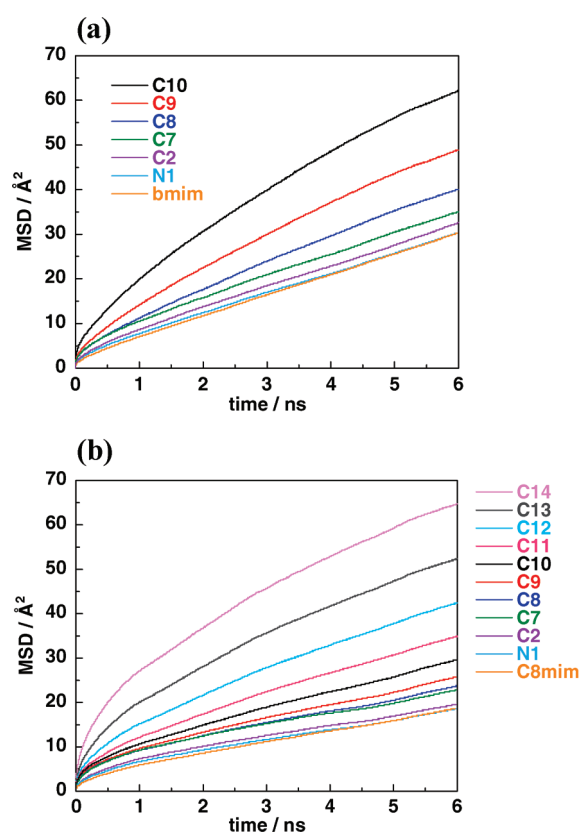 (a)
70
60
50
40
30
20
10
0
MSD / Å²
C10
C9
C8
C7
C2
N1
bmim
0 1 2 3 4 5 6
time / ns
(b)
70
60
50
40
30
20
10
0
MSD / Å²
C14
C13
C12
C11
C10
C9
C8
C7
C2
N1
C8mim
0 1 2 3 4 5 6
time / ns